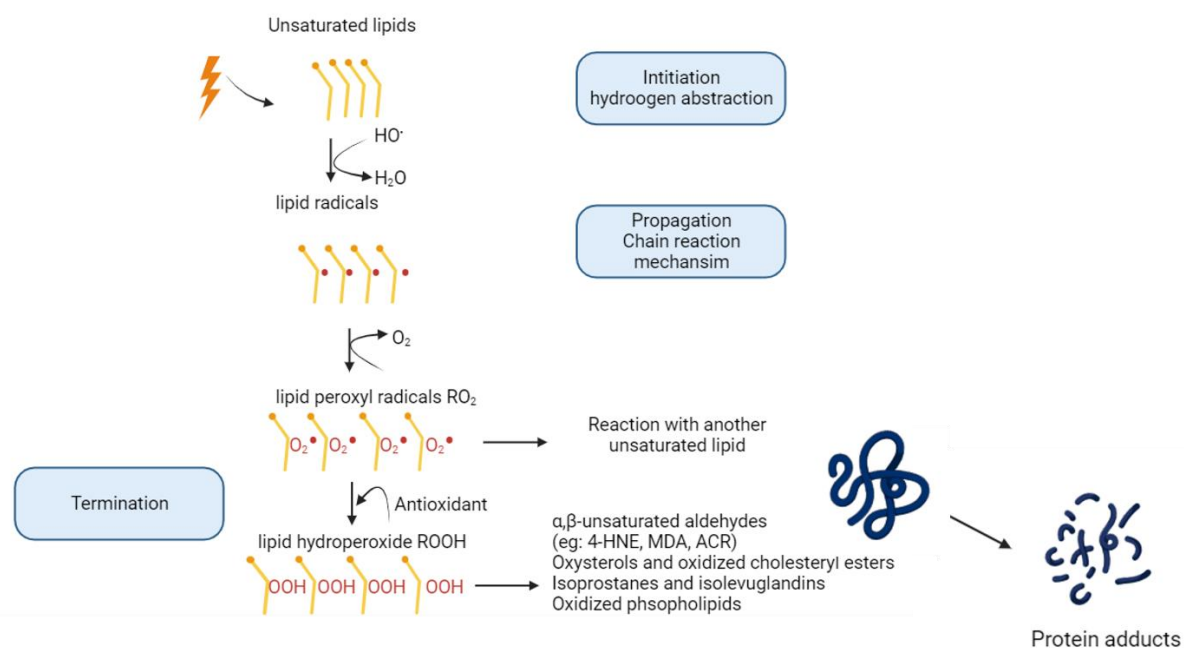 Unsaturated lipids
Intitiation
hydroogen abstraction
HO·
H₂O
lipid radicals
Propagation
Chain reaction
mechansim
O₂
lipid peroxyl radicals RO₂
O₂• O₂• O₂• O₂•
Reaction with another
unsaturated lipid
Termination
Antioxidant
lipid hydroperoxide ROOH
OOH OOH OOH OOH
α,β-unsaturated aldehydes
(eg: 4-HNE, MDA, ACR)
Oxysterols and oxidized cholesteryl esters
Isoprostanes and isolevuglandins
Oxidized phsopholipids
Protein adducts